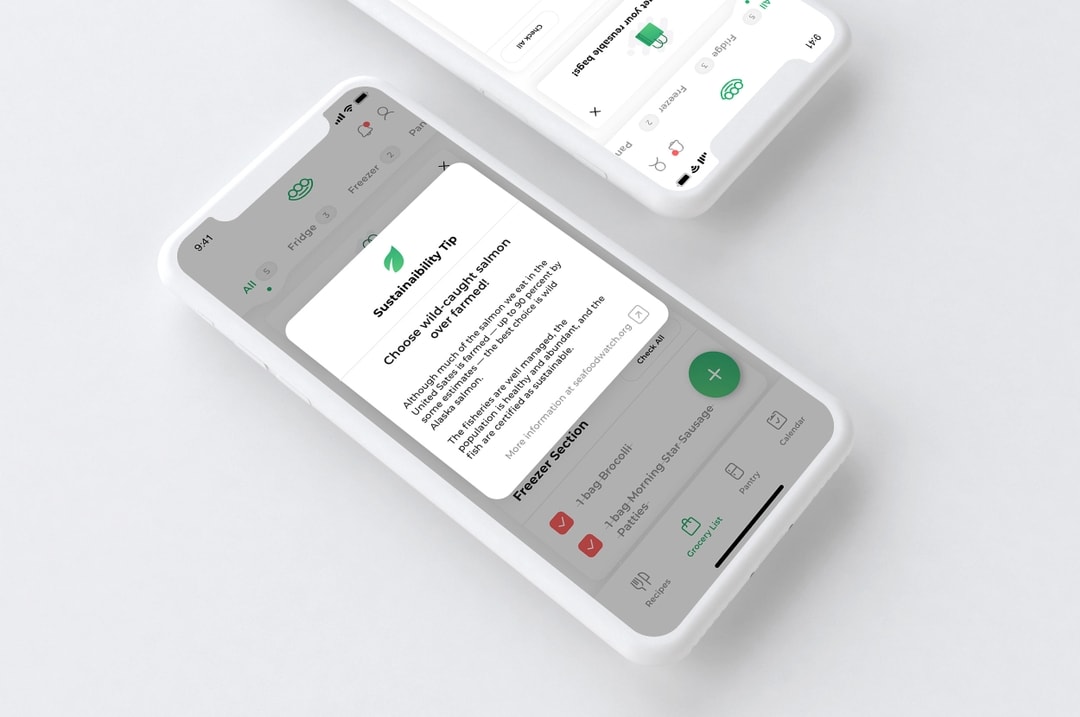 9:41
All 5
Fridge 3
Freezer 2
Pan
Sustainaibility Tip
Choose wild-caught salmon
over farmed!
Although much of the salmon we eat in the
United Sates is farmed — up to 90 percent by
some estimates — the best choice is wild
Alaska salmon.
The fisheries are well managed, the
population is healthy and abundant, and the
fish are certified as sustainable.
More information at seafoodwatch.org
Check All
Freezer Section
1 bag Brocolli
1 bag Morning Star Sausage
Patties
Recipes
Grocery List
Pantry
Calendar
9:41
All 5
Fridge 3
Freezer 2
Pan
et your reusable bags!
Check All